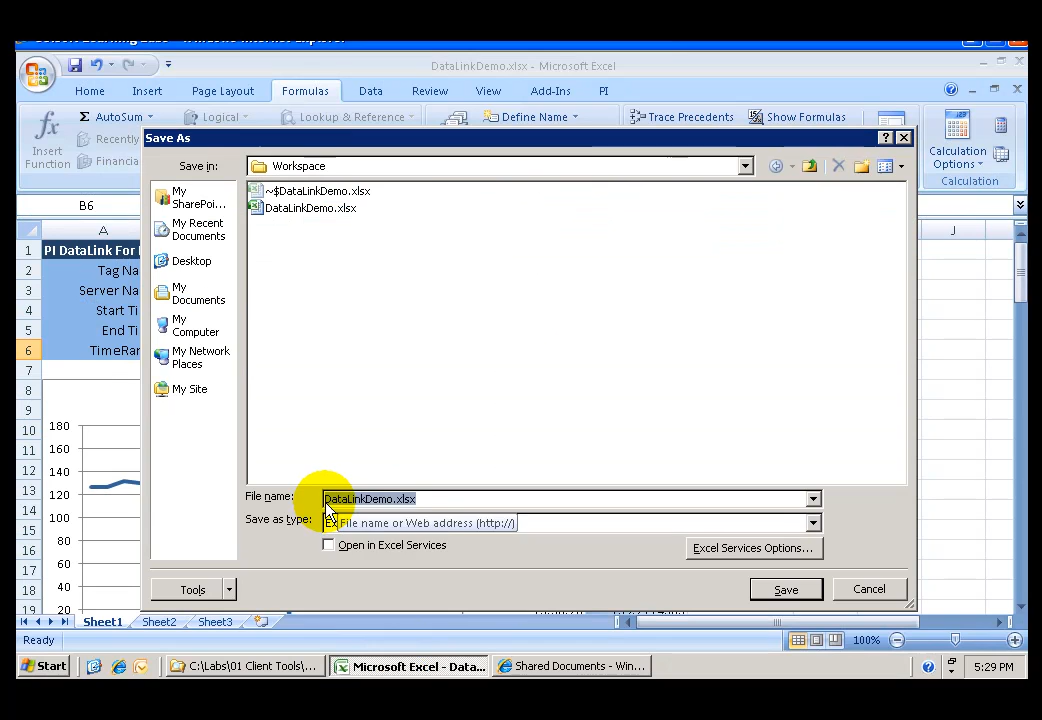 DataLinkDemo.xlsx - Microsoft Excel
Home Insert Page Layout Formulas Data Review View Add-Ins PI
fx Σ AutoSum Logical Lookup & Reference Define Name Trace Precedents Show Formulas
Insert Function Recently Financia Calculation Options
Calculation
Save As
Save in: Workspace
My SharePoi...
My Recent Documents
Desktop
My Documents
My Computer
My Network Places
My Site
~$DataLinkDemo.xlsx
DataLinkDemo.xlsx
File name: DataLinkDemo.xlsx
Save as type: Ex File name or Web address (http://)
Open in Excel Services
Excel Services Options...
Tools Save Cancel
B6
A J
1 PI DataLink For
2 Tag Na
3 Server Na
4 Start Ti
5 End Ti
6 TimeRan
7
8
9
10 180
11 160
12 140
13 120
14 100
15 80
16 60
17
18 40
19 20
Sheet1 Sheet2 Sheet3
Ready 100%
Start C:\Labs\01 Client Tools\... Microsoft Excel - Data... Shared Documents - Win... 5:29 PM